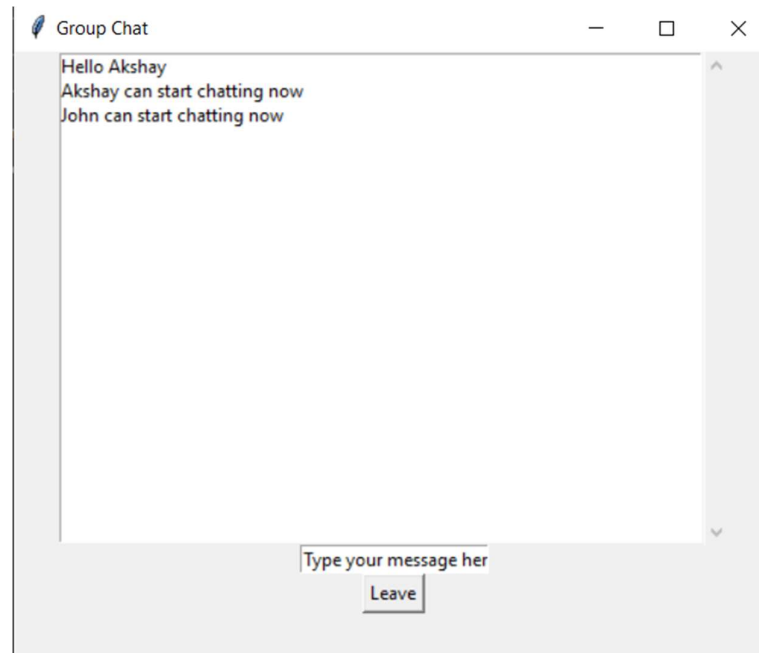 Group Chat
Hello Akshay
Akshay can start chatting now
John can start chatting now
Type your message her
Leave